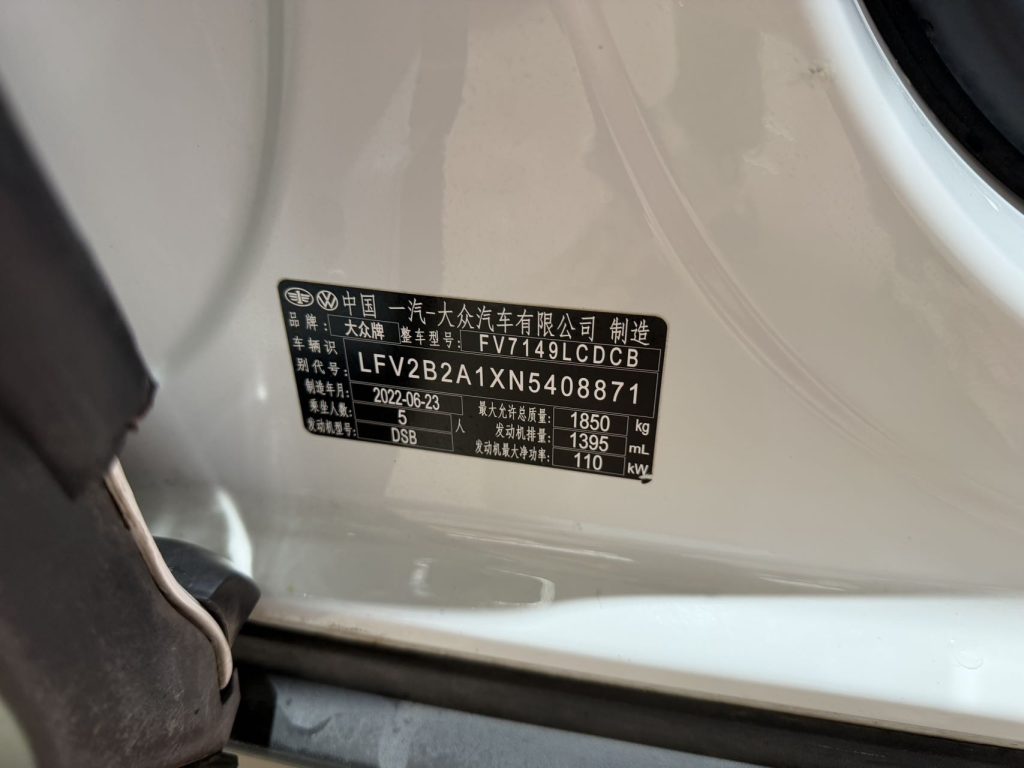 中国 一汽-大众汽车有限公司 制造
品牌: 大众牌 整车型号: FV7149LCDCB
车辆识别代号: LFV2B2A1XN5408871
制造年月: 2022-06-23 最大允许总质量: 1850 kg
乘坐人数: 5 人 发动机排量: 1395 mL
发动机型号: DSB 发动机最大净功率: 110 kW